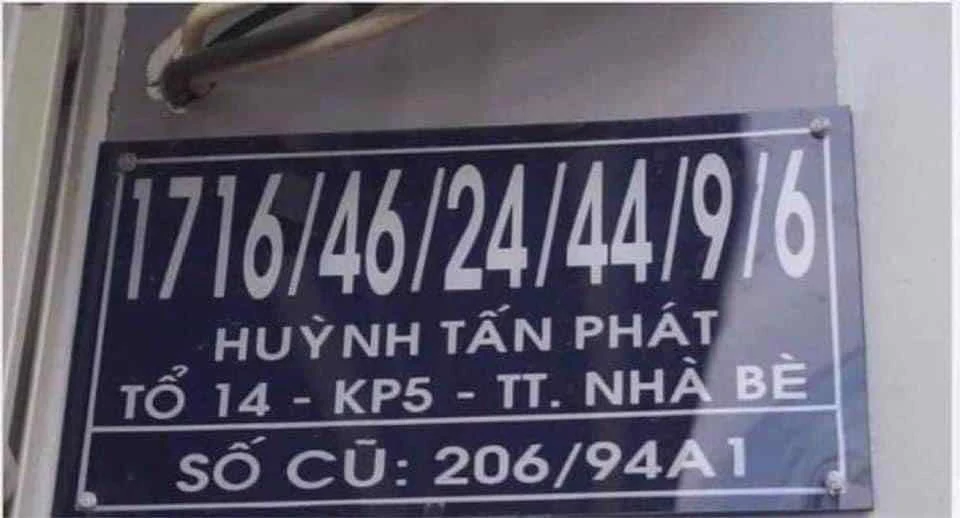 1716/46/24/44/9/6
HUỲNH TẤN PHÁT
TỔ 14 - KP5 - TT. NHÀ BÈ
SỐ CŨ: 206/94A1